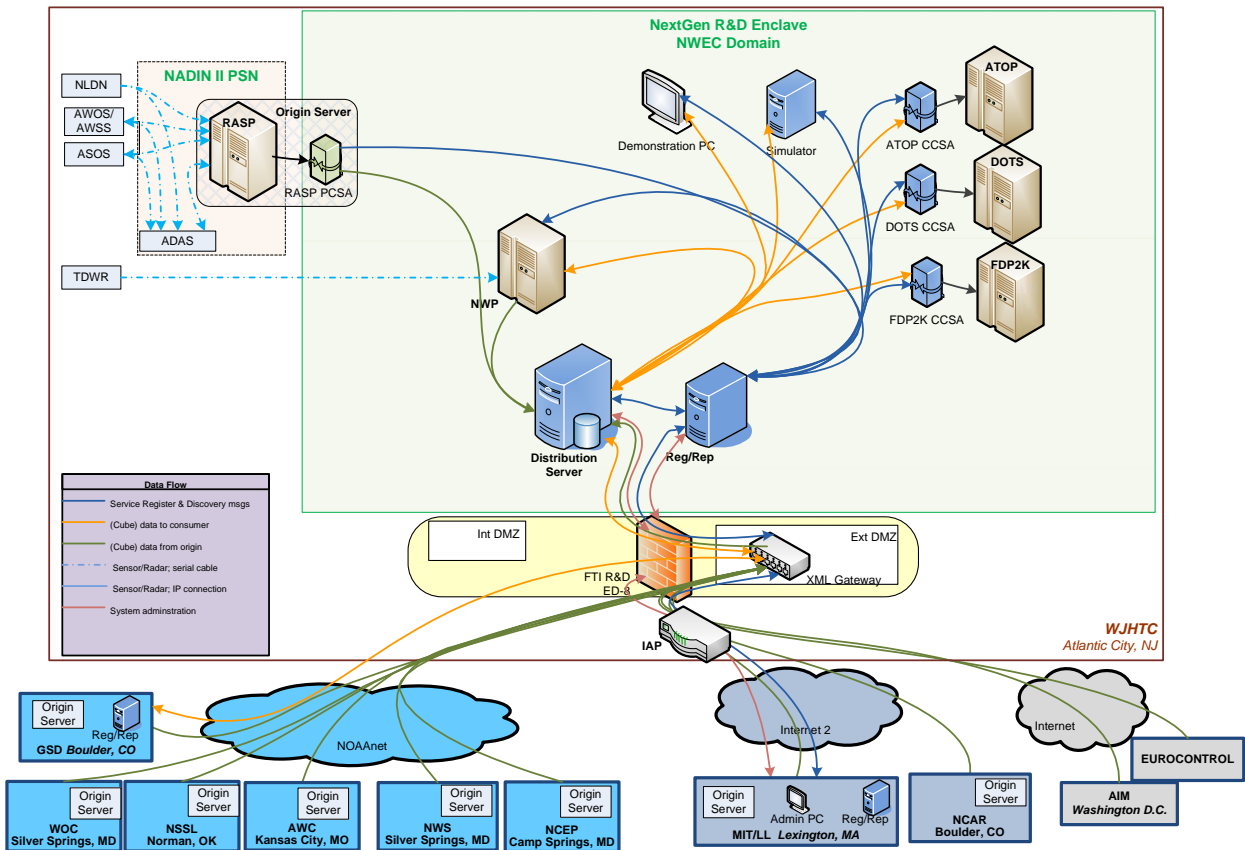 NextGen R&D Enclave
NWEC Domain
NADIN II PSN
NLDN
AWOS/
AWSS
ASOS
RASP
Origin Server
RASP PCSA
ADAS
TDWR
NWP
Demonstration PC
Simulator
ATOP
ATOP CCSA
DOTS
DOTS CCSA
FDP2K
FDP2K CCSA
Distribution
Server
Reg/Rep
Data Flow
Service Register & Discovery msgs
(Cube) data to consumer
(Cube) data from origin
Sensor/Radar; serial cable
Sensor/Radar; IP connection
System adminstration
Int DMZ
Ext DMZ
FTI R&D
ED-8
XML Gateway
IAP
WJHTC
Atlantic City, NJ
Origin
Server
Reg/Rep
GSD Boulder, CO
NOAAnet
Internet 2
Internet
EUROCONTROL
Origin
Server
WOC
Silver Springs, MD
Origin
Server
NSSL
Norman, OK
Origin
Server
AWC
Kansas City, MO
Origin
Server
NWS
Silver Springs, MD
Origin
Server
NCEP
Camp Springs, MD
Origin
Server
Admin PC
Reg/Rep
MIT/LL Lexington, MA
Origin
Server
NCAR
Boulder, CO
AIM
Washington D.C.